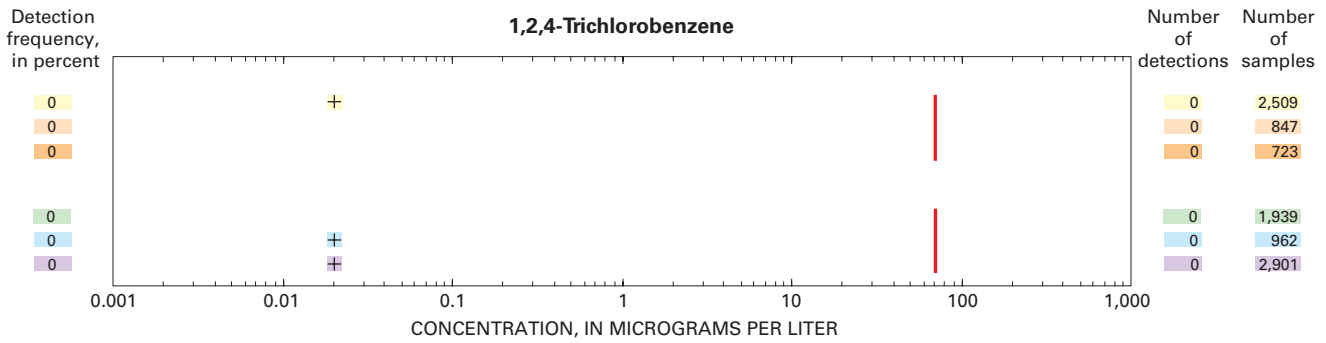 1,2,4-Trichlorobenzene
Detection
frequency,
in percent
Number
of
detections
Number
of
samples
0 0 2,509
0 0 847
0 0 723
0 0 1,939
0 0 962
0 0 2,901
0.001 0.01 0.1 1 10 100 1,000
CONCENTRATION, IN MICROGRAMS PER LITER